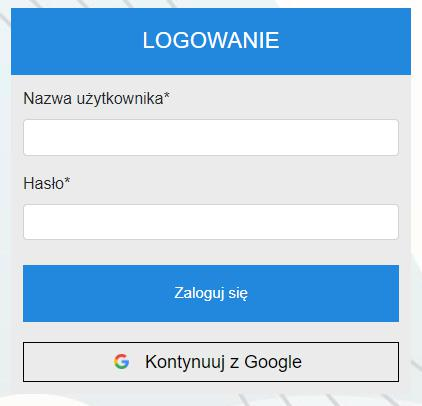 LOGOWANIE
Nazwa użytkownika*
Hasło*
Zaloguj się
Kontynuuj z Google